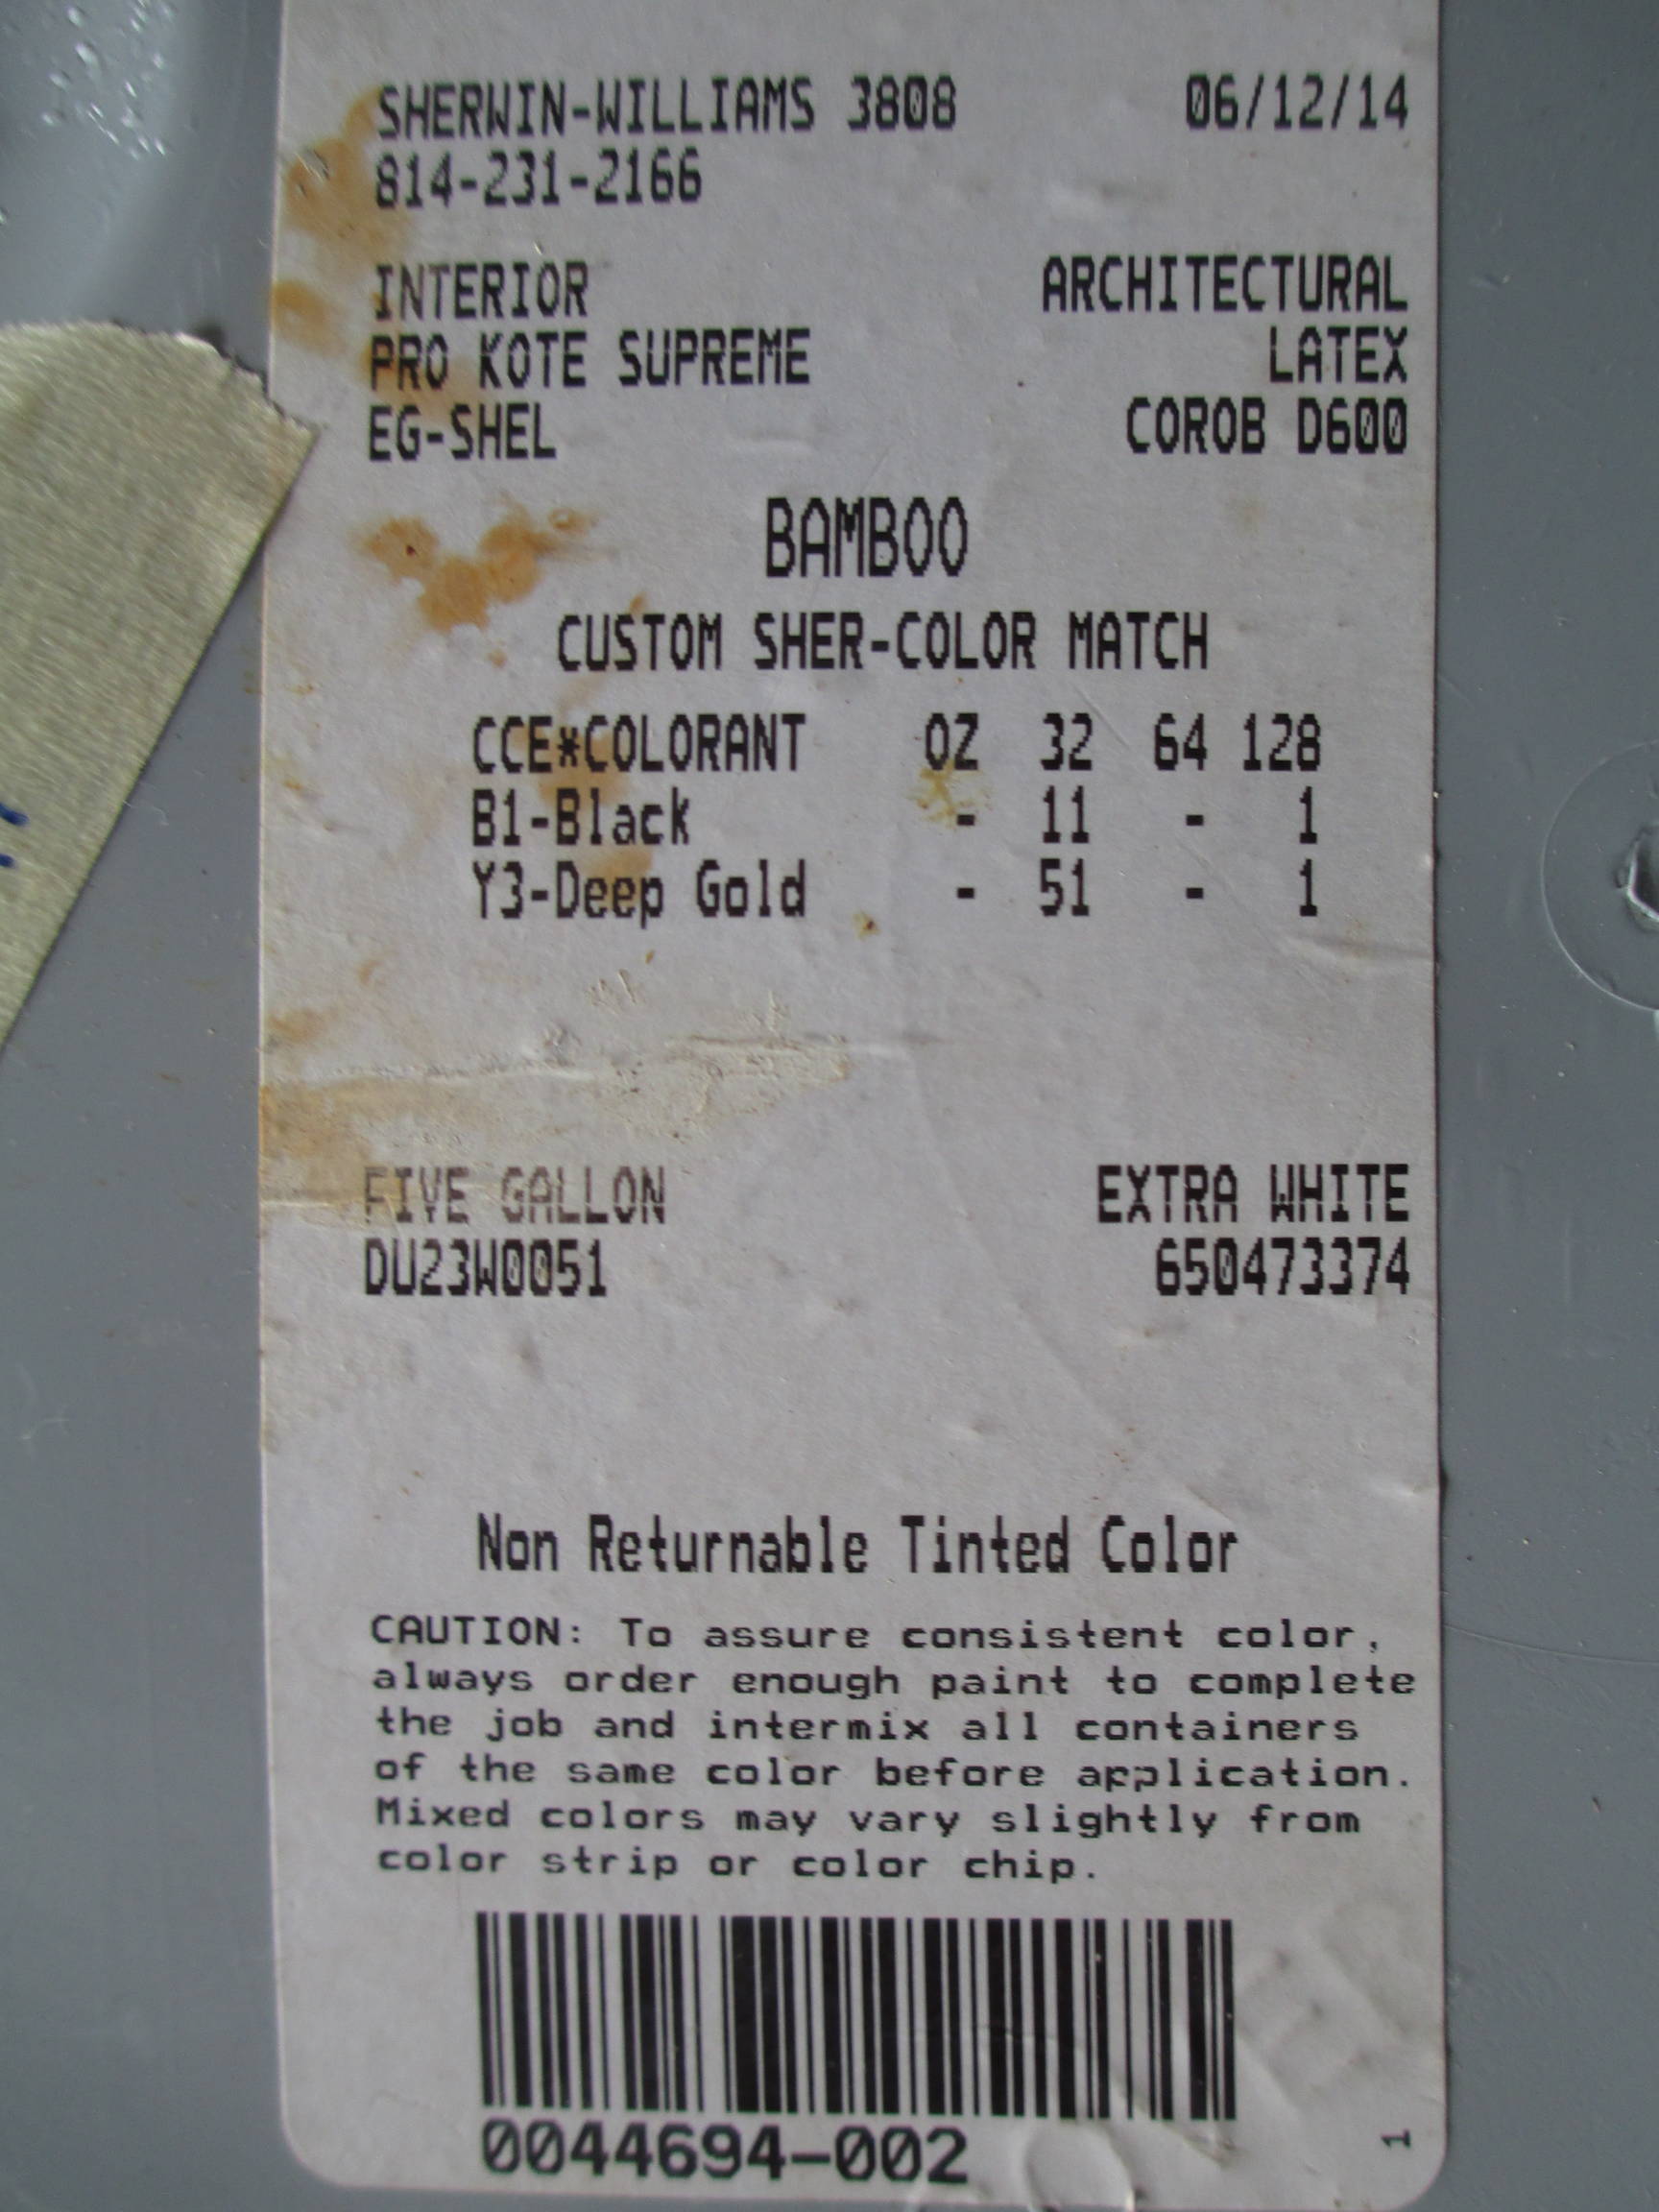 SHERWIN-WILLIAMS 3808 06/12/14
814-231-2166
INTERIOR ARCHITECTURAL
PRO KOTE SUPREME LATEX
EG-SHEL COROB D600
BAMBOO
CUSTOM SHER-COLOR MATCH
CCE*COLORANT OZ 32 64 128
B1-Black - 11 - 1
Y3-Deep Gold - 51 - 1
FIVE GALLON EXTRA WHITE
DU23W0051 650473374
Non Returnable Tinted Color
CAUTION: To assure consistent color,
always order enough paint to complete
the job and intermix all containers
of the same color before application.
Mixed colors may vary slightly from
color strip or color chip.
0044694-002
1